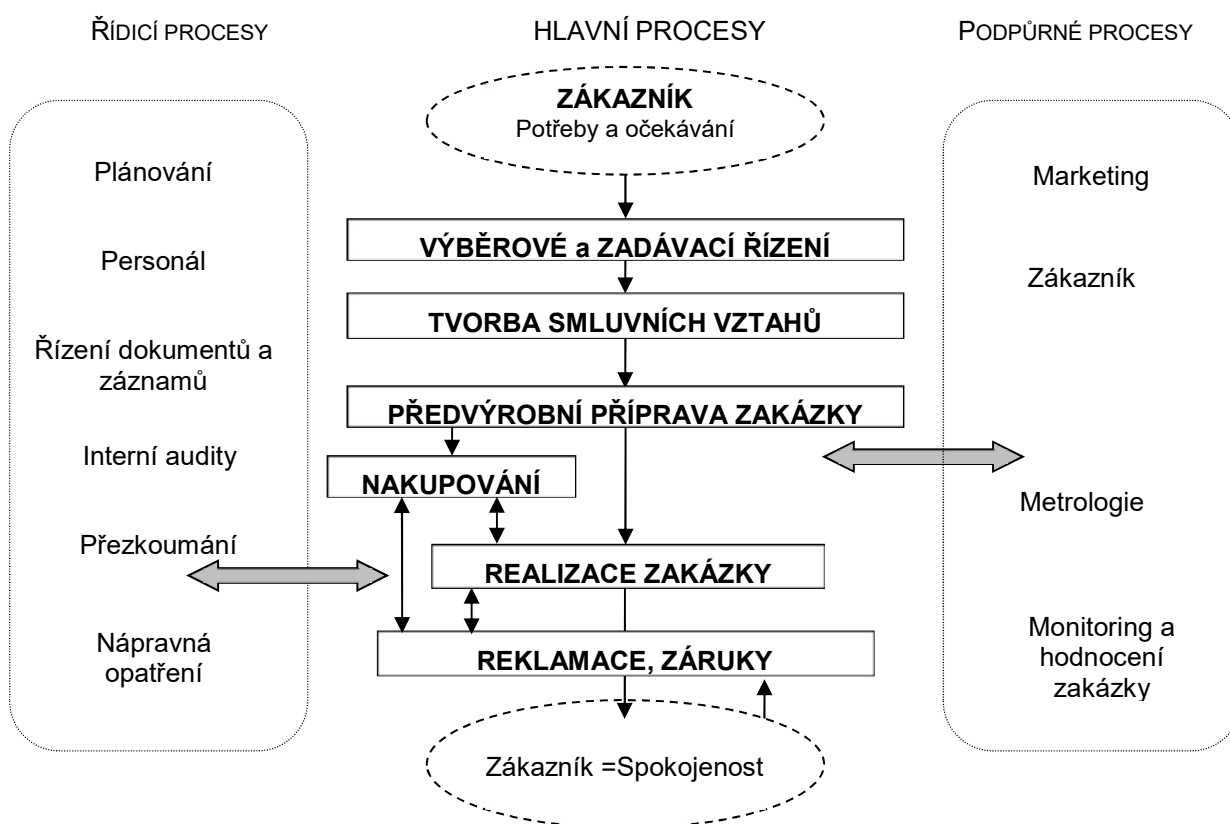 ŘÍDICÍ PROCESY
HLAVNÍ PROCESY
PODPŮRNÉ PROCESY
Plánování
Personál
Řízení dokumentů a
záznamů
Interní audity
Přezkoumání
Nápravná
opatření
ZÁKAZNÍK
Potřeby a očekávání
VÝBĚROVÉ a ZADÁVACÍ ŘÍZENÍ
TVORBA SMLUVNÍCH VZTAHŮ
PŘEDVÝROBNÍ PŘÍPRAVA ZAKÁZKY
NAKUPOVÁNÍ
REALIZACE ZAKÁZKY
REKLAMACE, ZÁRUKY
Zákazník =Spokojenost
Marketing
Zákazník
Metrologie
Monitoring a
hodnocení
zakázky